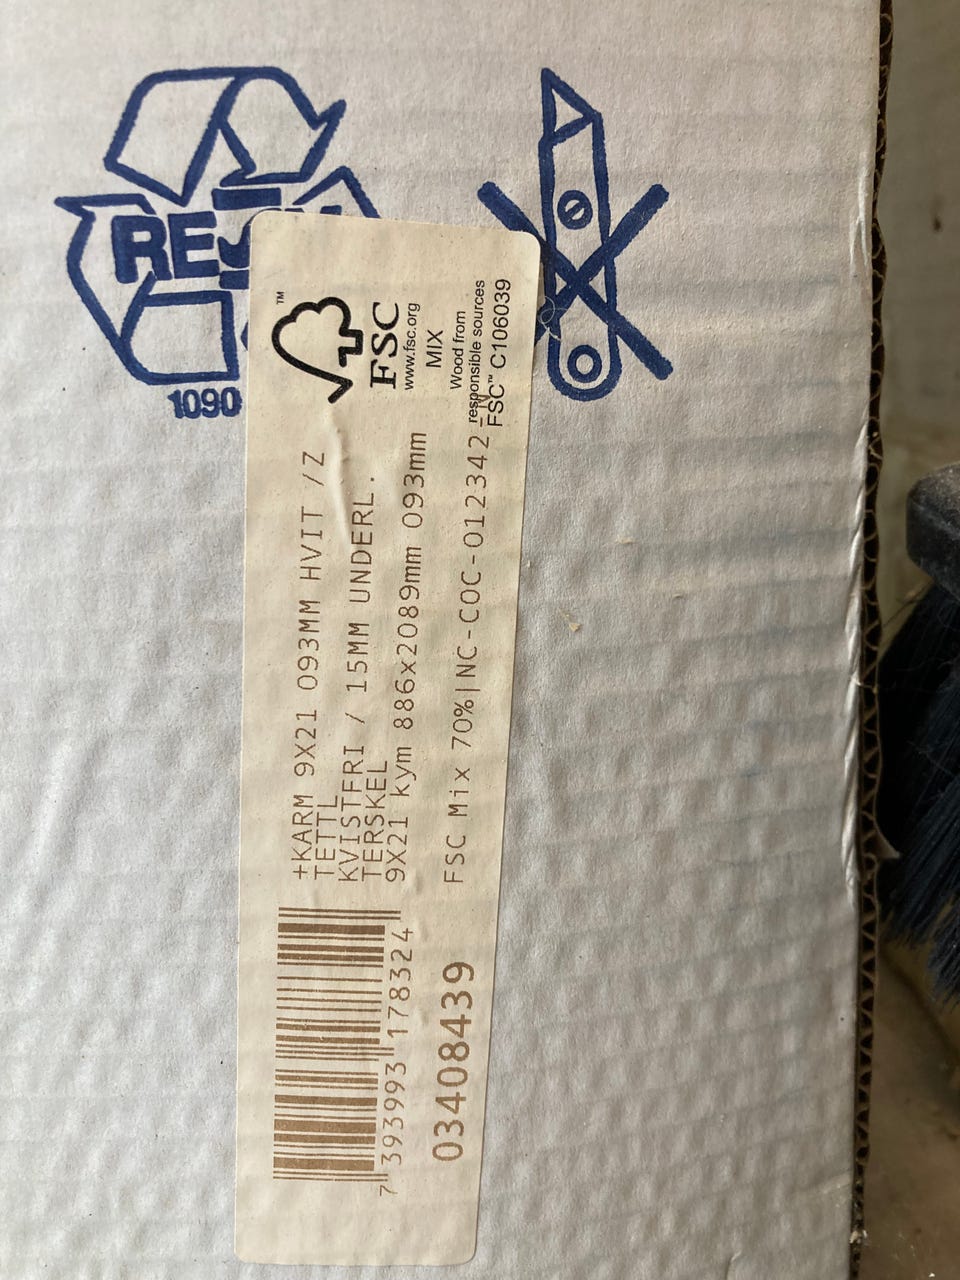 1090
™
FSC
www.fsc.org
MIX
Wood from
responsible sources
FSC™ C106039
+KARM 9X21 093MM HVIT /Z
TETTL
KVISTFRI / 15MM UNDERL.
TERSKEL
9X21 kym 886x2089mm 093mm
FSC Mix 70%|NC-COC-012342
7 393993 178324
03408439